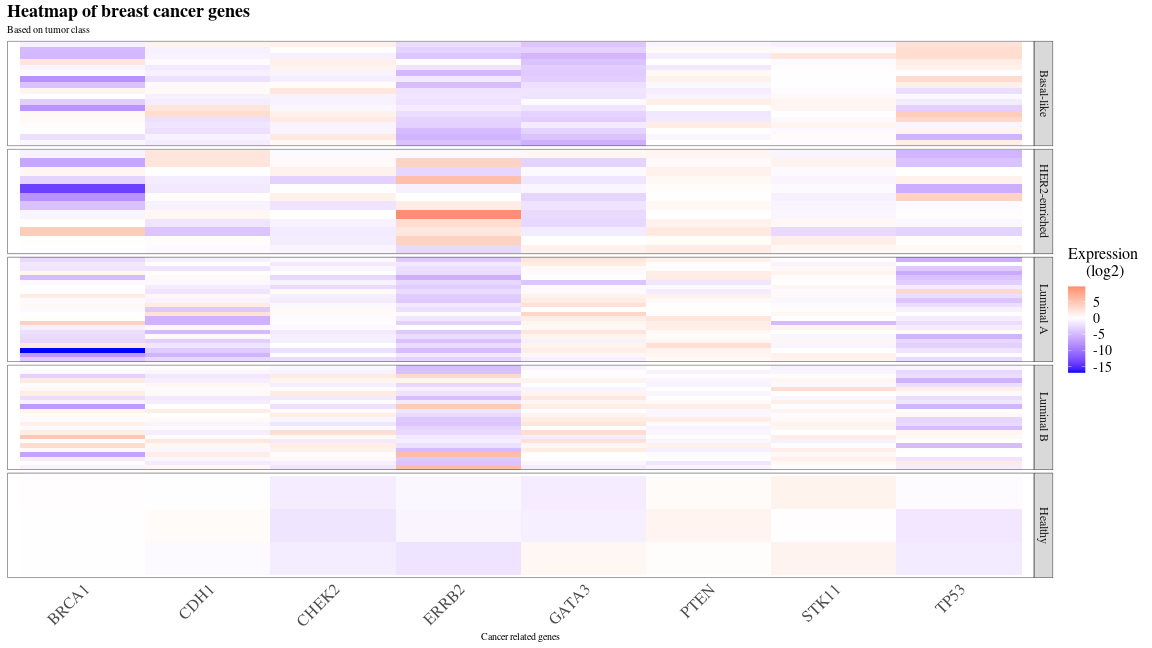 Heatmap of breast cancer genes
Based on tumor class
Basal-like
HER2-enriched
Luminal A
Luminal B
Healthy
Expression
(log2)
5
0
-5
-10
-15
BRCA1
CDH1
CHEK2
ERRB2
GATA3
PTEN
STK11
TP53
Cancer related genes